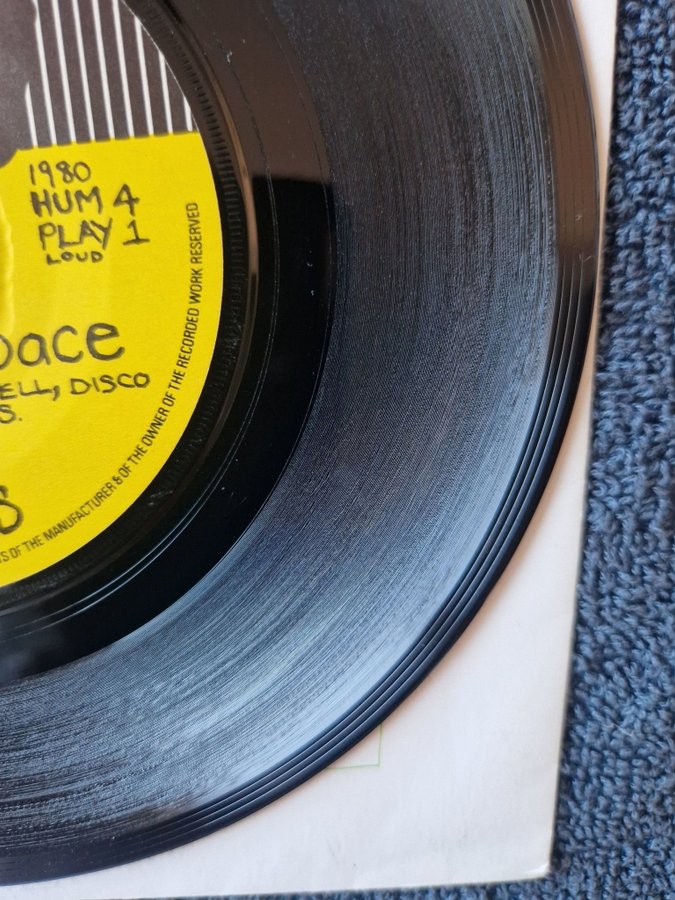 1980
HUM 4
PLAY 1
LOUD
pace
ELL, DISCO
S.
S
TS OF THE MANUFACTURER & OF THE OWNER OF THE RECORDED WORK RESERVED